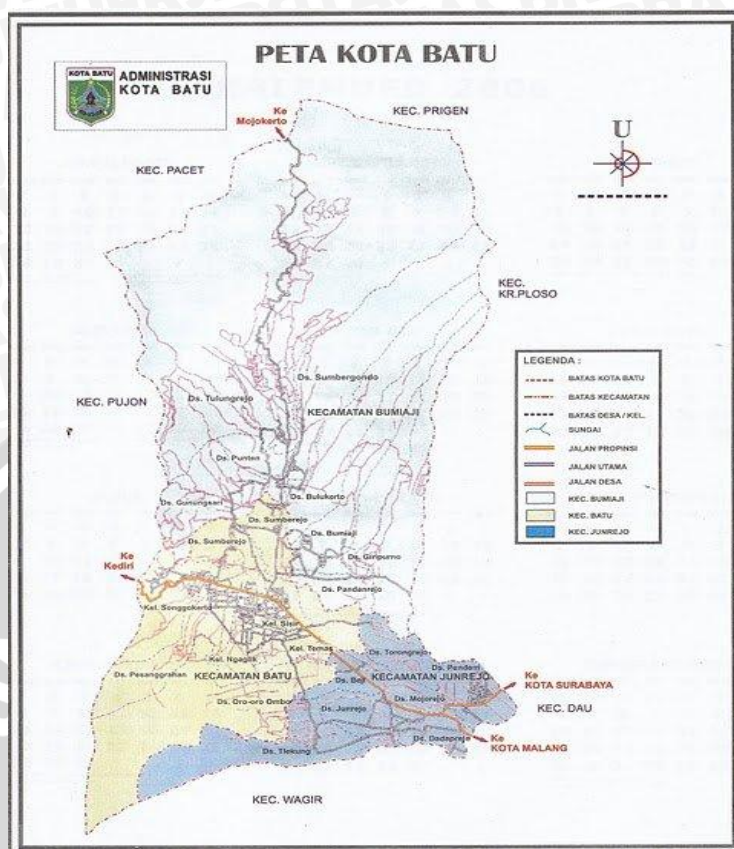 PETA KOTA BATU
KOTA BATU
ADMINISTRASI
KOTA BATU
Ke
Mojokerto
KEC. PRIGEN
U
KEC. PACET
KEC.
KR.PLOSO
KEC. PUJON
Ds. Sumbergondo
Ds. Tulungrejo
KECAMATAN BUMIAJI
Ds. Punten
Ds. Gunungsari
Ds. Bulukerto
Ds. Sumberejo
Ds. Sumberejo
Ds. Bumiaji
Ds. Giripurno
Ds. Pandanrejo
Ke
Kediri
Kel. Songgokerto
Kel. Sisir
Kel. Temas
Kel. Ngaglik
Ds. Pesanggrahan
KECAMATAN BATU
Ds. Oro-oro Ombo
Ds. Torongrejo
Ds. Pendem
KECAMATAN JUNREJO
Ds. Beji
Ds. Mojorejo
Ds. Junrejo
Ds. Dadaprejo
Ds. Tlekung
Ke
KOTA SURABAYA
KEC. DAU
Ke
KOTA MALANG
KEC. WAGIR
LEGENDA :
BATAS KOTA BATU
BATAS KECAMATAN
BATAS DESA / KEL.
SUNGAI
JALAN PROPINSI
JALAN UTAMA
JALAN DESA
KEC. BUMIAJI
KEC. BATU
KEC. JUNREJO